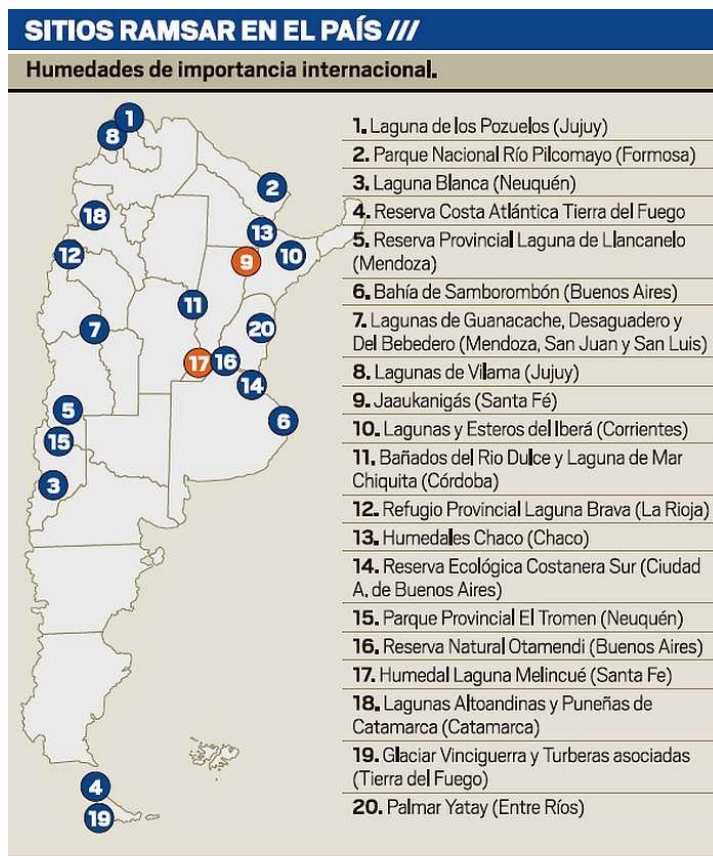 SITIOS RAMSAR EN EL PAÍS ///
Humedades de importancia internacional.
1. Laguna de los Pozuelos (Jujuy)
2. Parque Nacional Río Pilcomayo (Formosa)
3. Laguna Blanca (Neuquén)
4. Reserva Costa Atlántica Tierra del Fuego
5. Reserva Provincial Laguna de Llancanelo
(Mendoza)
6. Bahía de Samborombón (Buenos Aires)
7. Lagunas de Guanacache, Desaguadero y
Del Bebedero (Mendoza, San Juan y San Luis)
8. Lagunas de Vilama (Jujuy)
9. Jaaukanigás (Santa Fé)
10. Lagunas y Esteros del Iberá (Corrientes)
11. Bañados del Rio Dulce y Laguna de Mar
Chiquita (Córdoba)
12. Refugio Provincial Laguna Brava (La Rioja)
13. Humedales Chaco (Chaco)
14. Reserva Ecológica Costanera Sur (Ciudad
A. de Buenos Aires)
15. Parque Provincial El Tromen (Neuquén)
16. Reserva Natural Otamendi (Buenos Aires)
17. Humedal Laguna Melincué (Santa Fe)
18. Lagunas Altoandinas y Puneñas de
Catamarca (Catamarca)
19. Glaciar Vinciguerra y Turberas asociadas
(Tierra del Fuego)
20. Palmar Yatay (Entre Ríos)
1
8
2
18
13
12
9
10
11
7
20
17
16
14
5
6
15
3
4
19